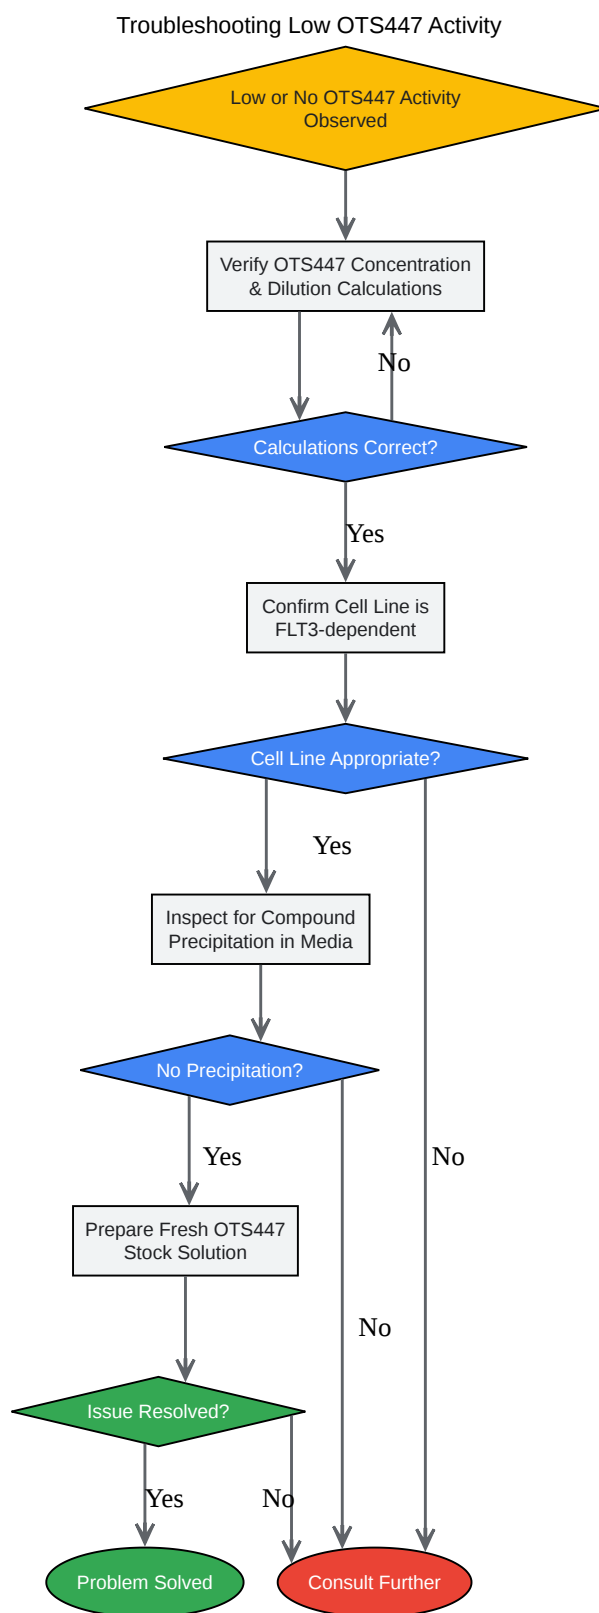 Troubleshooting Low OTS447 Activity
Low or No OTS447 Activity
Observed
Verify OTS447 Concentration
& Dilution Calculations
No
Calculations Correct?
Yes
Confirm Cell Line is
FLT3-dependent
Cell Line Appropriate?
Yes
Inspect for Compound
Precipitation in Media
No Precipitation?
Yes
No
Prepare Fresh OTS447
Stock Solution
No
Issue Resolved?
Yes
No
Problem Solved
Consult Further